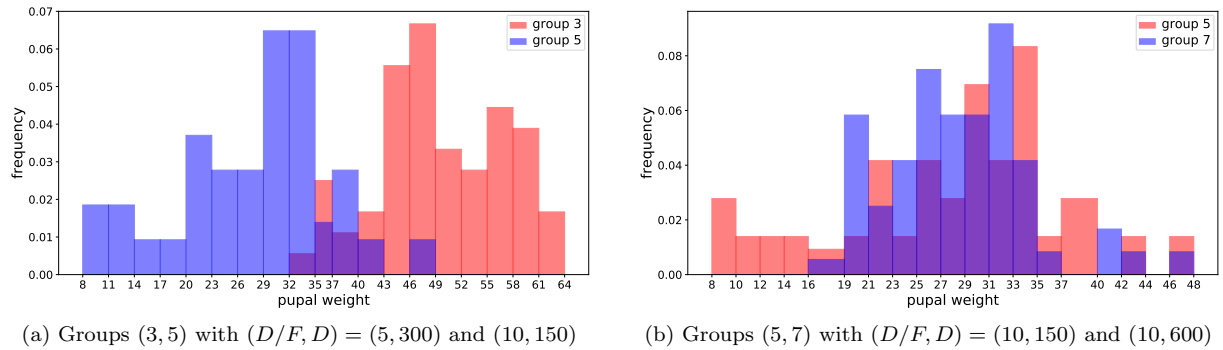 0.07
0.06
0.05
0.04
0.03
0.02
0.01
0.00
frequency
group 3
group 5
8 11 14 17 20 23 26 29 32 35 37 40 43 46 49 52 55 58 61 64
pupal weight
(a) Groups (3, 5) with (D/F, D) = (5, 300) and (10, 150)
0.08
0.06
0.04
0.02
0.00
frequency
group 5
group 7
8 10 12 14 16 19 21 23 25 27 29 31 33 35 37 40 42 44 46 48
pupal weight
(b) Groups (5, 7) with (D/F, D) = (10, 150) and (10, 600)